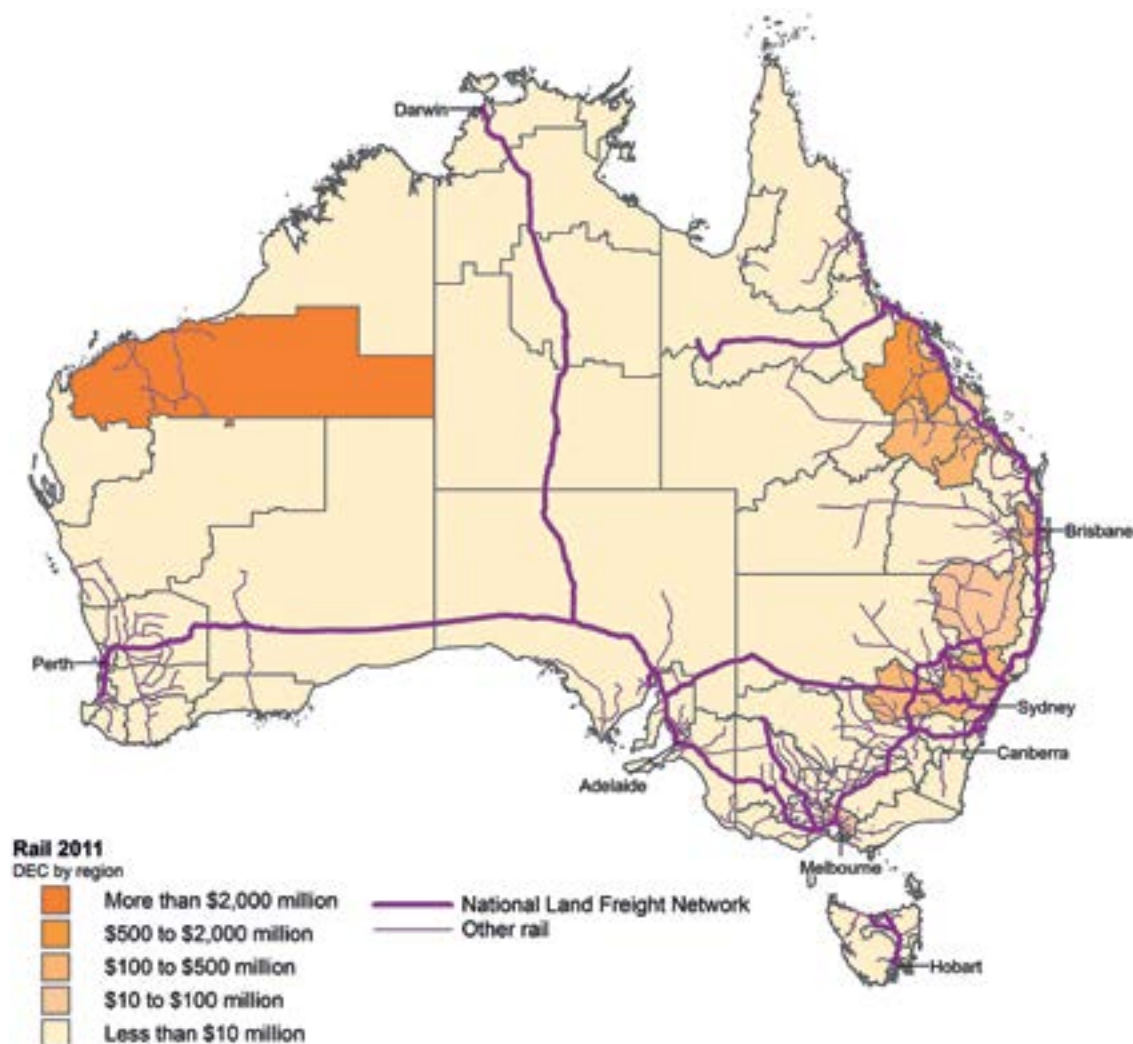 Darwin
Brisbane
Perth
Sydney
Canberra
Adelaide
Melbourne
Hobart
Rail 2011
DEC by region
More than $2,000 million
$500 to $2,000 million
$100 to $500 million
$10 to $100 million
Less than $10 million
National Land Freight Network
Other rail